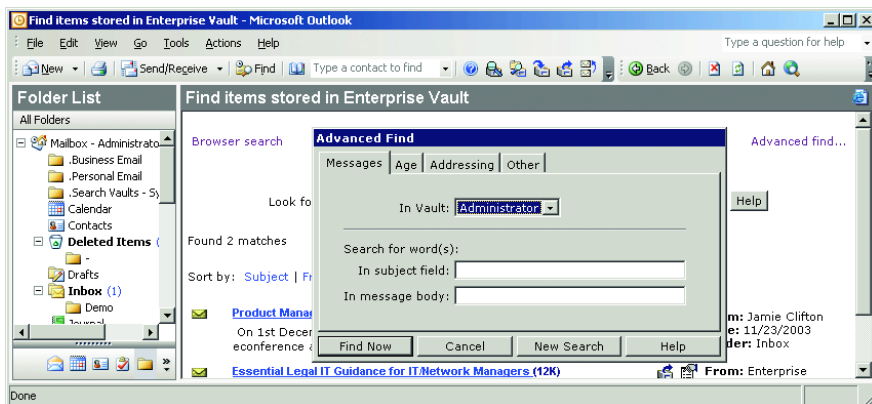 Find items stored in Enterprise Vault - Microsoft Outlook
File Edit View Go Tools Actions Help
Type a question for help
New Send/Receive Find Type a contact to find Back
Folder List
Find items stored in Enterprise Vault
All Folders
Mailbox - Administrato
.Business Email
.Personal Email
.Search Vaults - Sy
Calendar
Contacts
Deleted Items (
-
Drafts
Inbox (1)
Demo
Journal
Browser search
Advanced find...
Look fo
Help
Found 2 matches
Sort by: Subject | Fr
Product Mana
On 1st Decer
econference a
m: Jamie Clifton
e: 11/23/2003
der: Inbox
Essential Legal IT Guidance for IT/Network Managers (12K)
From: Enterprise
Advanced Find
Messages Age Addressing Other
In Vault: Administrator
Search for word(s):
In subject field:
In message body:
Find Now Cancel New Search Help
Done